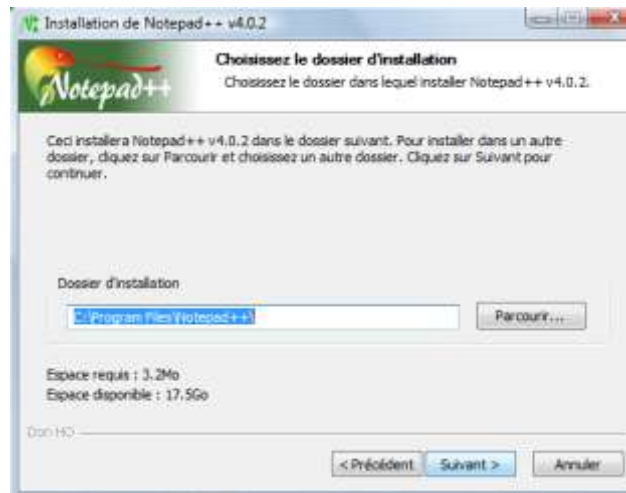 Installation de Notepad++ v4.0.2
Notepad++
Choisissez le dossier d'installation
Choisissez le dossier dans lequel installer Notepad++ v4.0.2.
Ceci installera Notepad++ v4.0.2 dans le dossier suivant. Pour installer dans un autre
dossier, cliquez sur Parcourir et choisissez un autre dossier. Cliquez sur Suivant pour
continuer.
Dossier d'installation
C:\Program Files\Notepad++\
Parcourir...
Espace requis : 3.2Mo
Espace disponible : 17.5Go
Don HO
< Précédent
Suivant >
Annuler